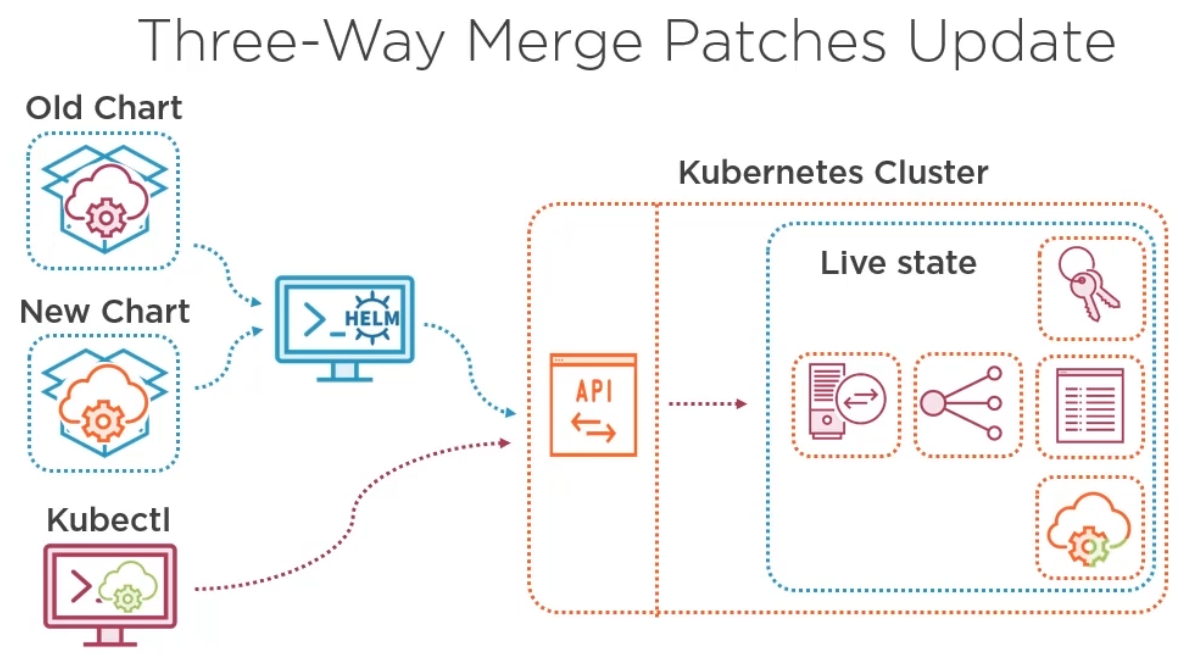 Three-Way Merge Patches Update
Old Chart
Kubernetes Cluster
Live state
New Chart
HELM
API
Kubectl